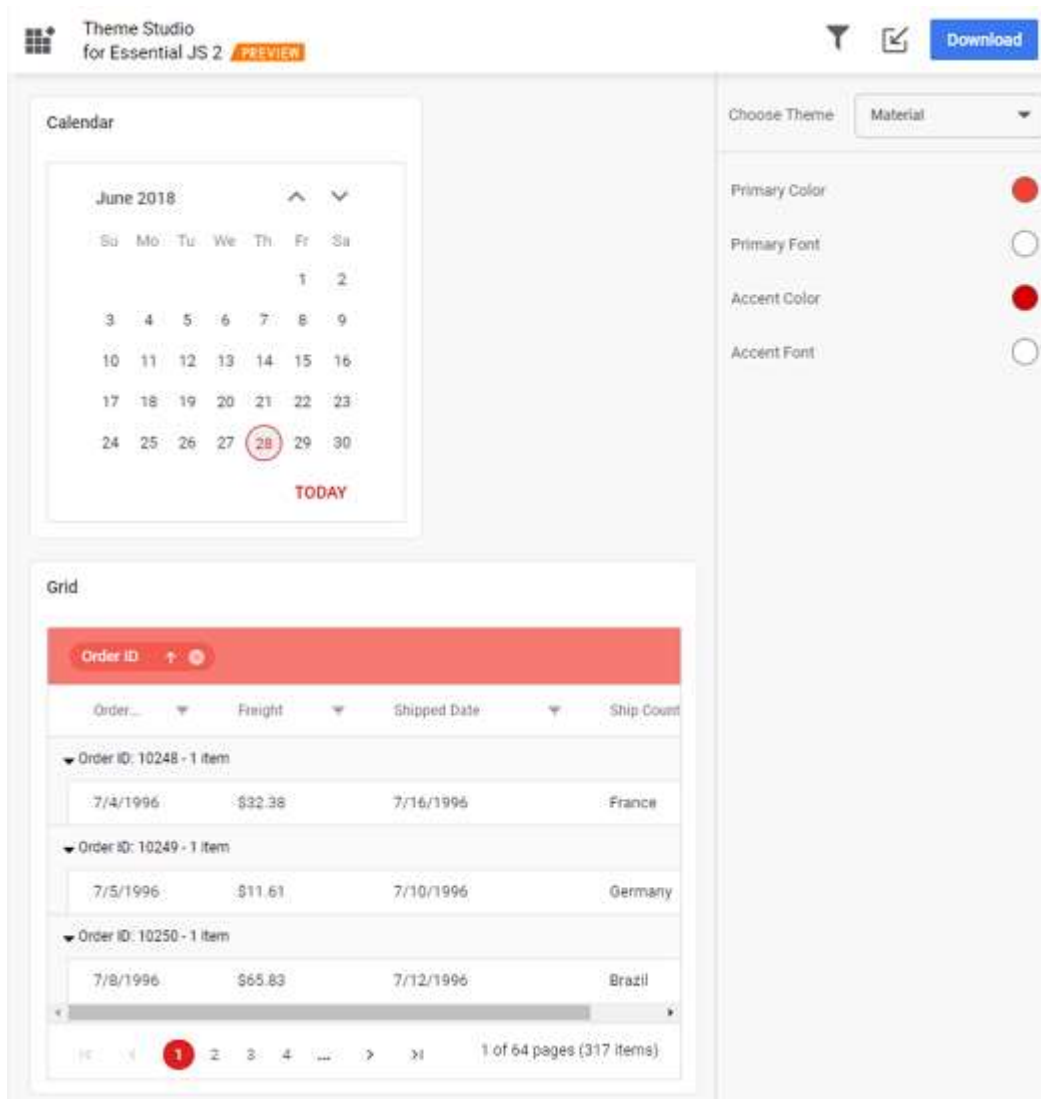 Theme Studio
for Essential JS 2 PREVIEW
Download
Choose Theme Material
Primary Color
Primary Font
Accent Color
Accent Font
Calendar
June 2018
Su Mo Tu We Th Fr Sa
1 2
3 4 5 6 7 8 9
10 11 12 13 14 15 16
17 18 19 20 21 22 23
24 25 26 27 28 29 30
TODAY
Grid
Order ID
Order... Freight Shipped Date Ship Count
Order ID: 10248 - 1 item
7/4/1996 $32.38 7/16/1996 France
Order ID: 10249 - 1 item
7/5/1996 $11.61 7/10/1996 Germany
Order ID: 10250 - 1 item
7/8/1996 $65.83 7/12/1996 Brazil
1 2 3 4 ... 1 of 64 pages (317 items)